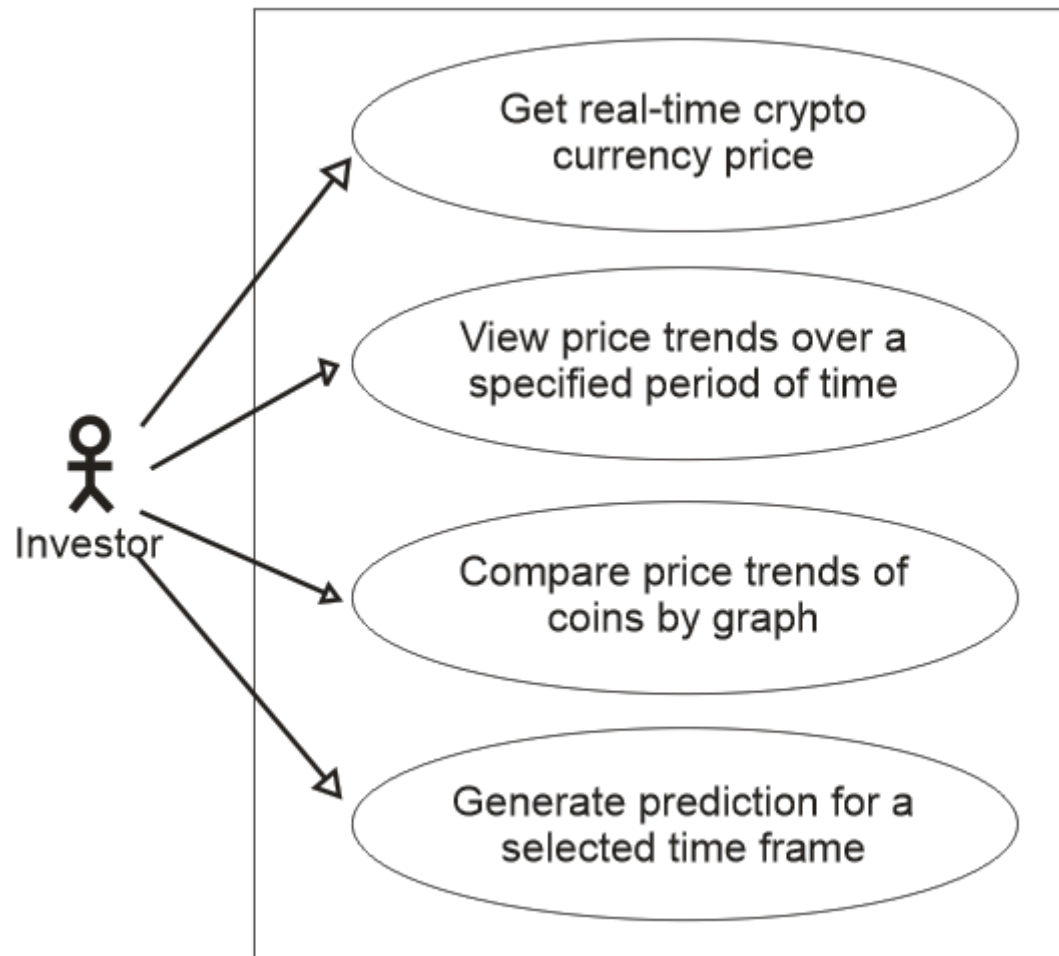 Get real-time crypto
currency price
View price trends over a
specified period of time
Investor
Compare price trends of
coins by graph
Generate prediction for a
selected time frame